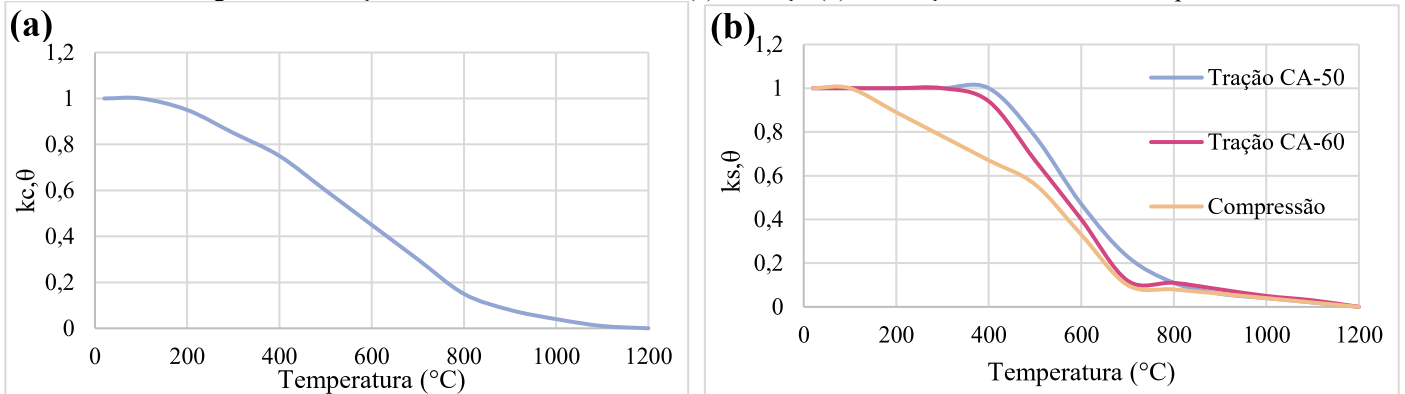 (a)
1,2
1
0,8
0,6
0,4
0,2
0
kc,θ
0 200 400 600 800 1000 1200
Temperatura (°C)
(b)
1,2
1
0,8
0,6
0,4
0,2
0
ks,θ
Tração CA-50
Tração CA-60
Compressão
0 200 400 600 800 1000 1200
Temperatura (°C)